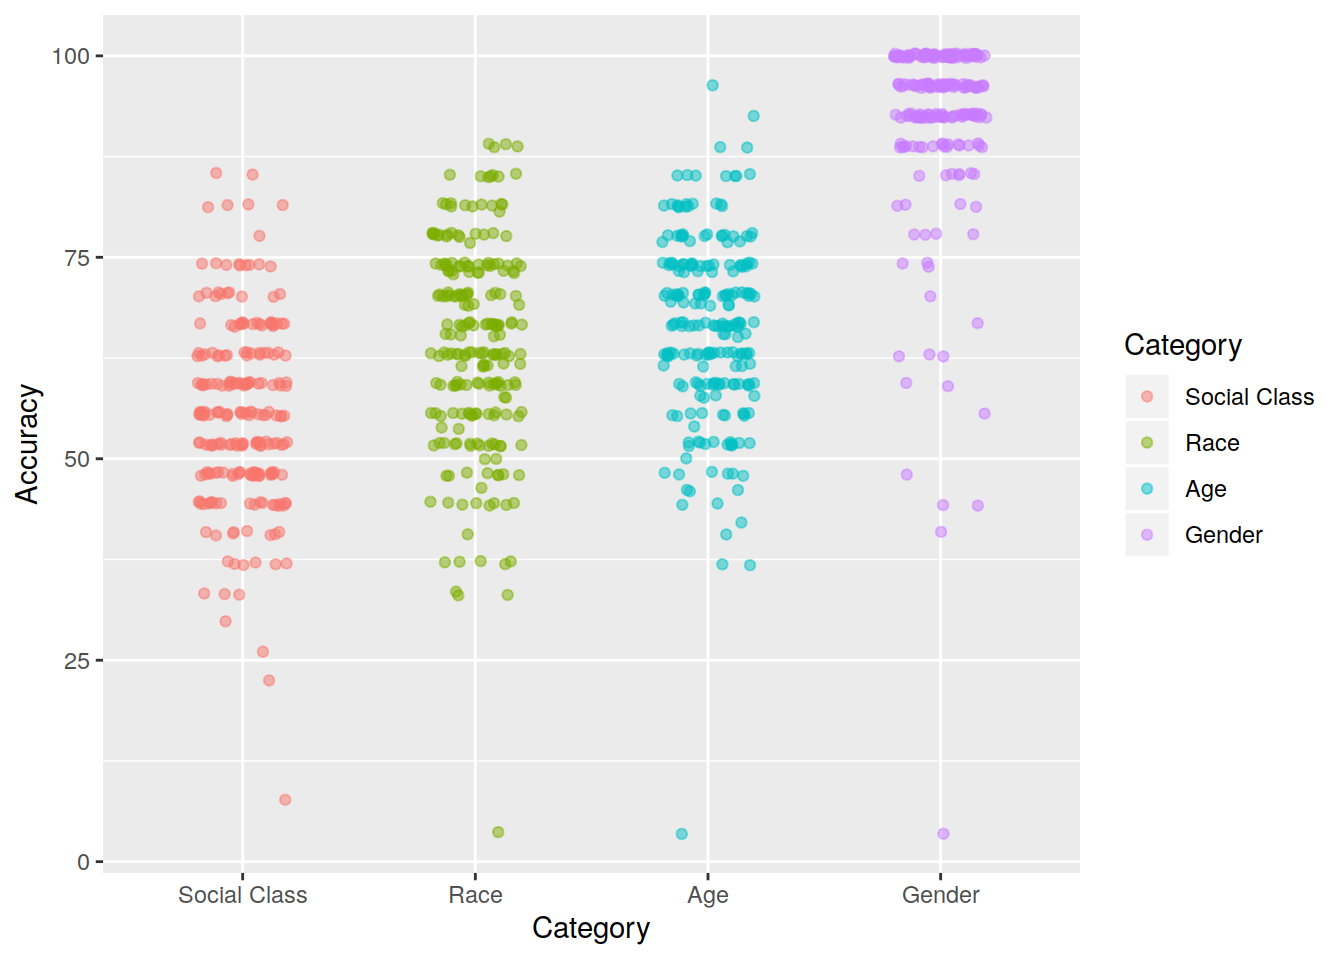 100
75
50
25
0
Accuracy
Social Class
Race
Age
Gender
Category
Category
Social Class
Race
Age
Gender